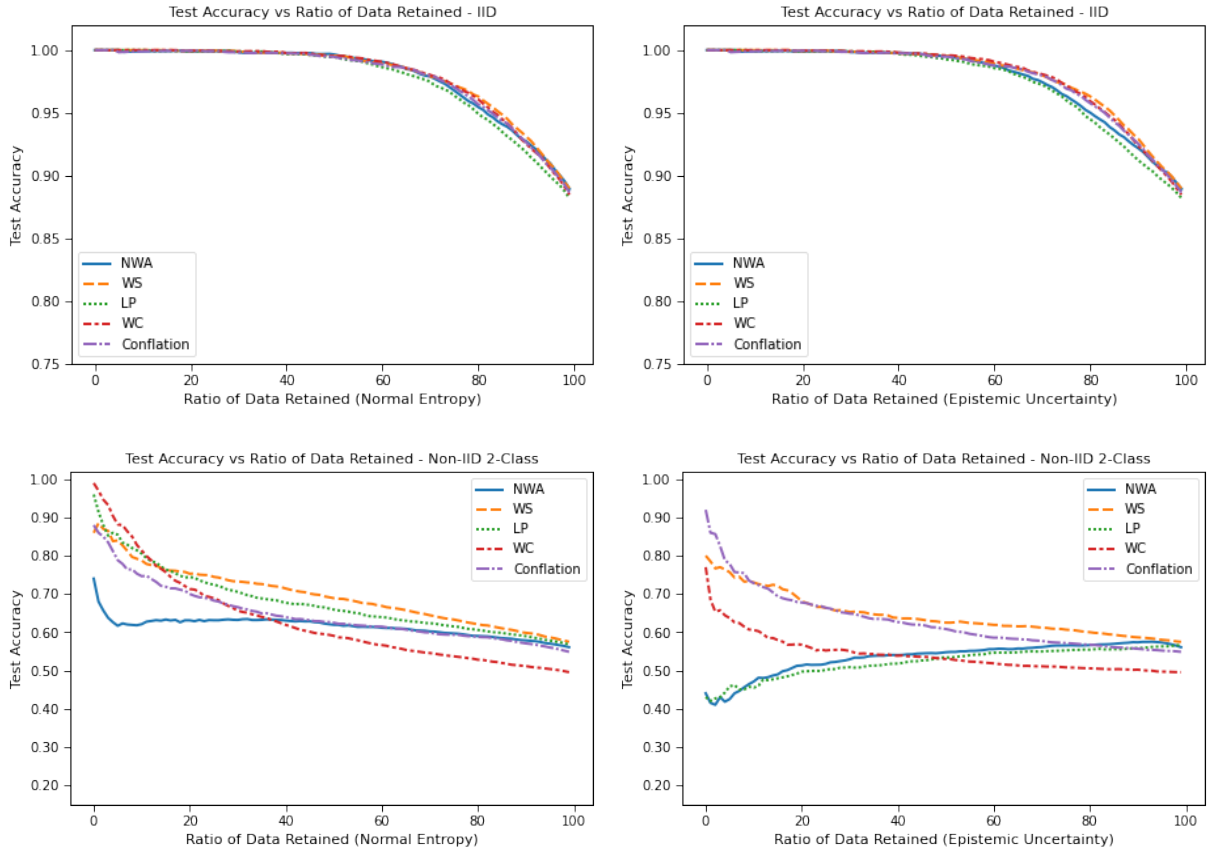 Test Accuracy vs Ratio of Data Retained - IID
Test Accuracy
1.00
0.95
0.90
0.85
0.80
0.75
NWA
WS
LP
WC
Conflation
0 20 40 60 80 100
Ratio of Data Retained (Normal Entropy)
Test Accuracy vs Ratio of Data Retained - IID
Test Accuracy
1.00
0.95
0.90
0.85
0.80
0.75
NWA
WS
LP
WC
Conflation
0 20 40 60 80 100
Ratio of Data Retained (Epistemic Uncertainty)
Test Accuracy vs Ratio of Data Retained - Non-IID 2-Class
Test Accuracy
1.00
0.90
0.80
0.70
0.60
0.50
0.40
0.30
0.20
NWA
WS
LP
WC
Conflation
0 20 40 60 80 100
Ratio of Data Retained (Normal Entropy)
Test Accuracy vs Ratio of Data Retained - Non-IID 2-Class
Test Accuracy
1.00
0.90
0.80
0.70
0.60
0.50
0.40
0.30
0.20
NWA
WS
LP
WC
Conflation
0 20 40 60 80 100
Ratio of Data Retained (Epistemic Uncertainty)